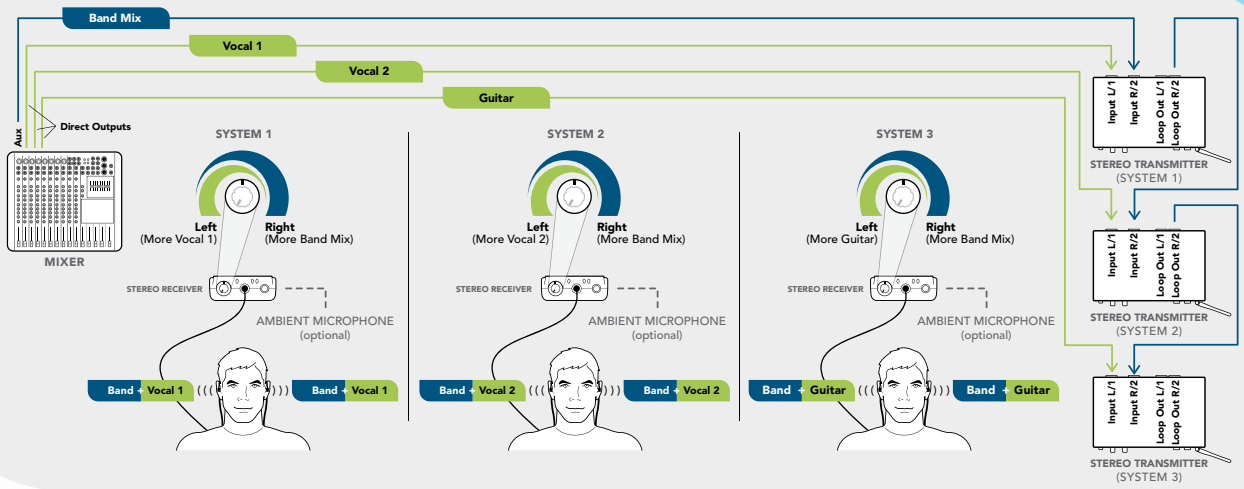 Band Mix
Vocal 1
Vocal 2
Guitar
Aux
Direct Outputs
MIXER
SYSTEM 1
Left
(More Vocal 1)
Right
(More Band Mix)
STEREO RECEIVER
AMBIENT MICROPHONE
(optional)
Band + Vocal 1
Band + Vocal 1
SYSTEM 2
Left
(More Vocal 2)
Right
(More Band Mix)
STEREO RECEIVER
AMBIENT MICROPHONE
(optional)
Band + Vocal 2
Band + Vocal 2
SYSTEM 3
Left
(More Guitar)
Right
(More Band Mix)
STEREO RECEIVER
AMBIENT MICROPHONE
(optional)
Band + Guitar
Band + Guitar
Input L/1
Input R/2
Loop Out L/1
Loop Out R/2
STEREO TRANSMITTER
(SYSTEM 1)
Input L/1
Input R/2
Loop Out L/1
Loop Out R/2
STEREO TRANSMITTER
(SYSTEM 2)
Input L/1
Input R/2
Loop Out L/1
Loop Out R/2
STEREO TRANSMITTER
(SYSTEM 3)